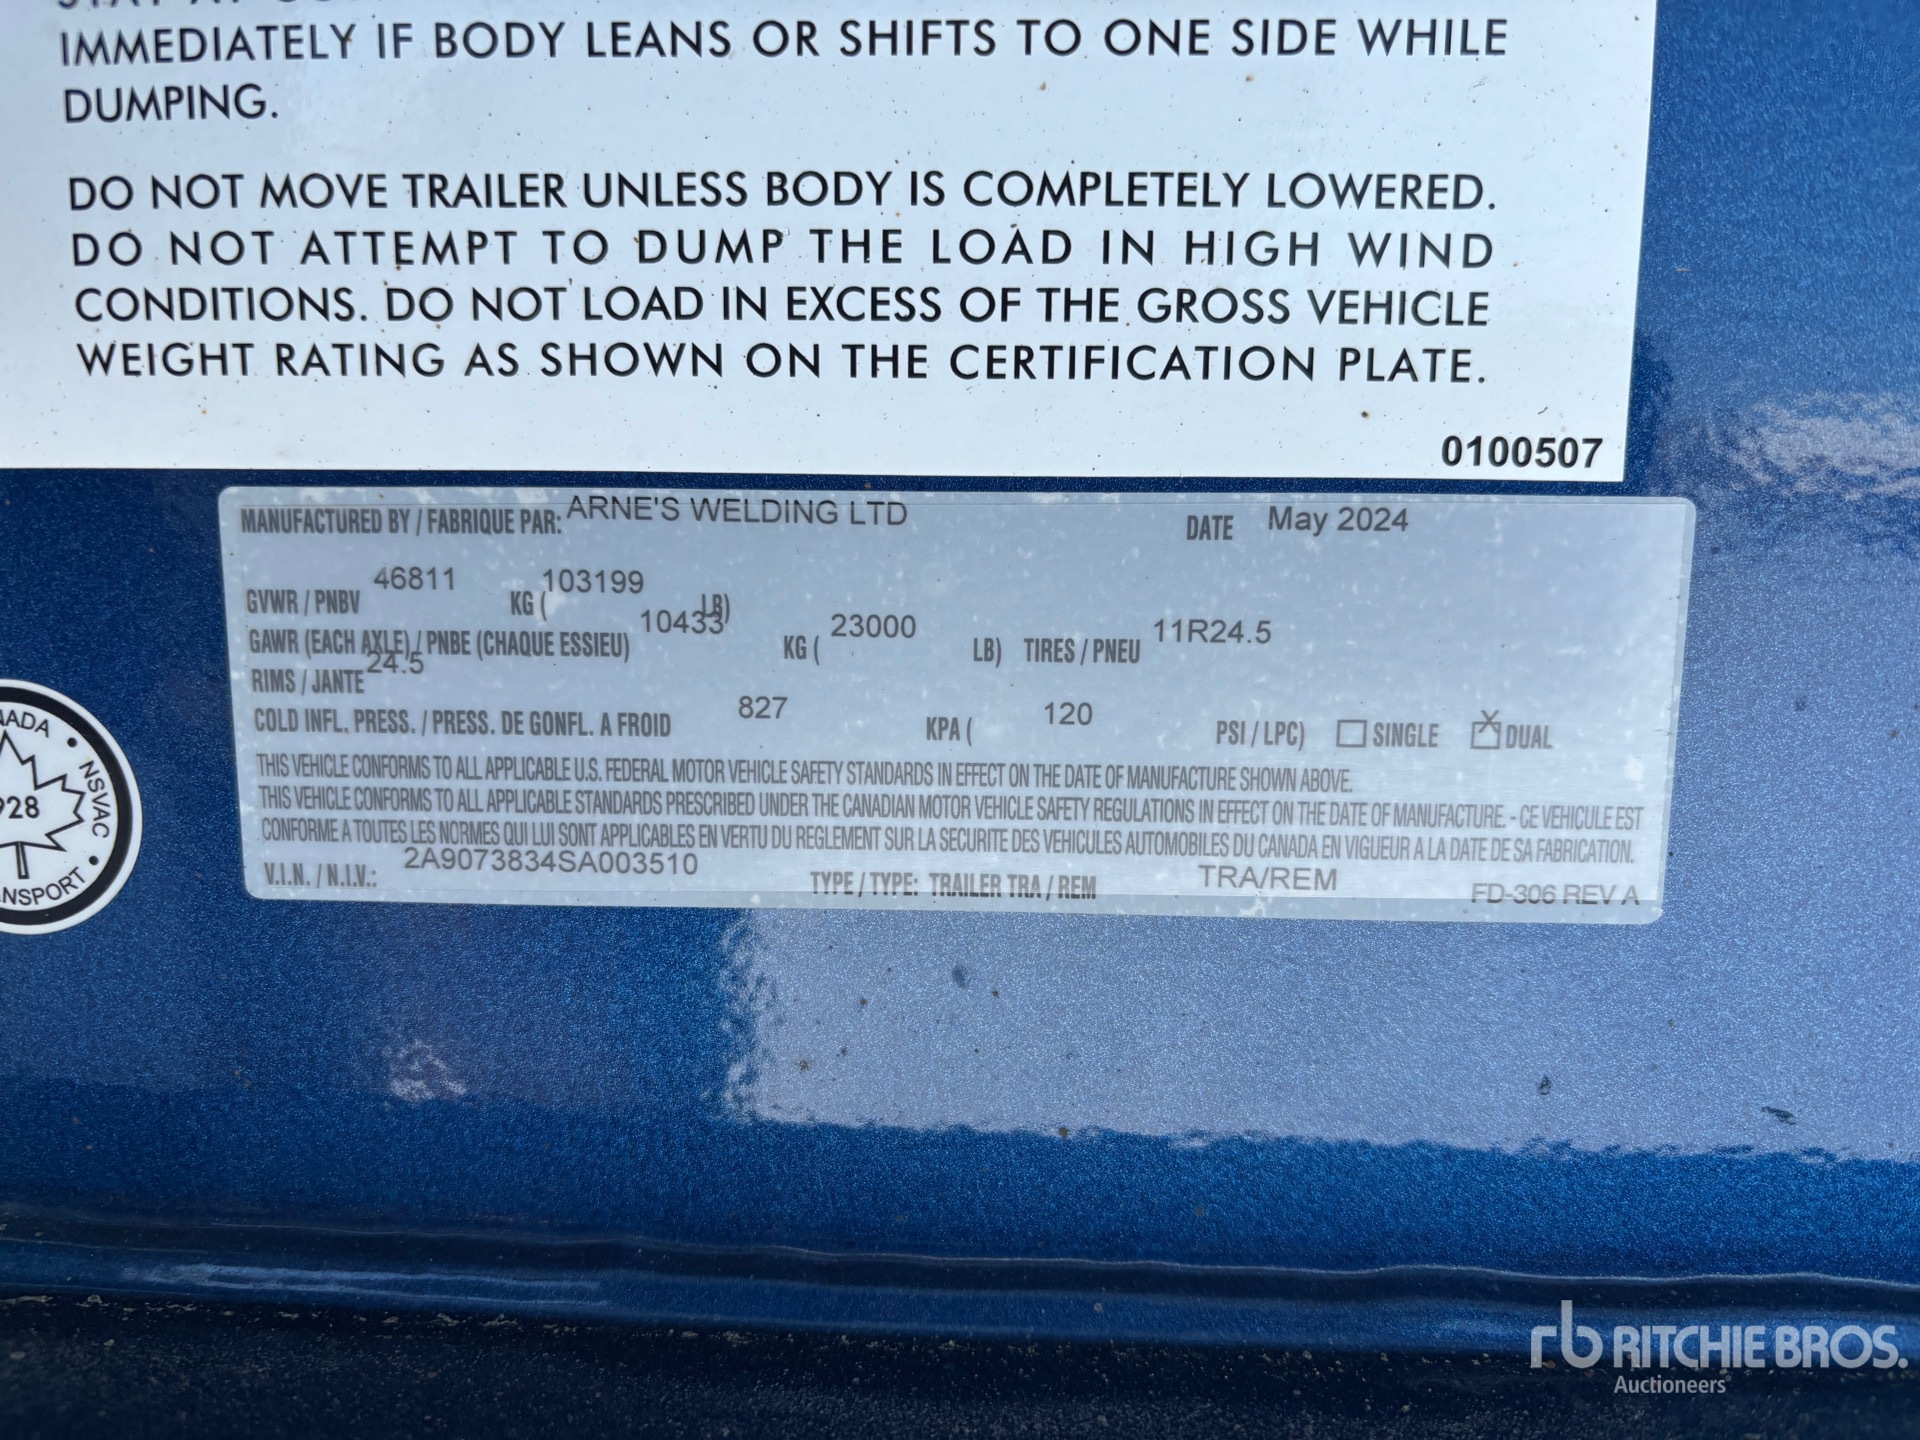 IMMEDIATELY IF BODY LEANS OR SHIFTS TO ONE SIDE WHILE
DUMPING.
DO NOT MOVE TRAILER UNLESS BODY IS COMPLETELY LOWERED.
DO NOT ATTEMPT TO DUMP THE LOAD IN HIGH WIND
CONDITIONS. DO NOT LOAD IN EXCESS OF THE GROSS VEHICLE
WEIGHT RATING AS SHOWN ON THE CERTIFICATION PLATE.
0100507
MANUFACTURED BY / FABRIQUE PAR: ARNE'S WELDING LTD DATE May 2024
GVWR / PNBV 46811 KG ( 103199 LB)
GAWR (EACH AXLE) / PNBE (CHAQUE ESSIEU) 10433 KG ( 23000 LB) TIRES / PNEU 11R24.5
RIMS / JANTE 24.5
COLD INFL. PRESS. / PRESS. DE GONFL. A FROID 827 KPA ( 120 PSI / LPC) SINGLE X DUAL
THIS VEHICLE CONFORMS TO ALL APPLICABLE U.S. FEDERAL MOTOR VEHICLE SAFETY STANDARDS IN EFFECT ON THE DATE OF MANUFACTURE SHOWN ABOVE.
THIS VEHICLE CONFORMS TO ALL APPLICABLE STANDARDS PRESCRIBED UNDER THE CANADIAN MOTOR VEHICLE SAFETY REGULATIONS IN EFFECT ON THE DATE OF MANUFACTURE. - CE VEHICULE EST
CONFORME A TOUTES LES NORMES QUI LUI SONT APPLICABLES EN VERTU DU REGLEMENT SUR LA SECURITE DES VEHICULES AUTOMOBILES DU CANADA EN VIGUEUR A LA DATE DE SA FABRICATION.
V.I.N. / N.I.V.: 2A9073834SA003510 TYPE / TYPE: TRAILER TRA / REM TRA/REM FD-306 REV A
NSVAC
rb RITCHIE BROS.
Auctioneers